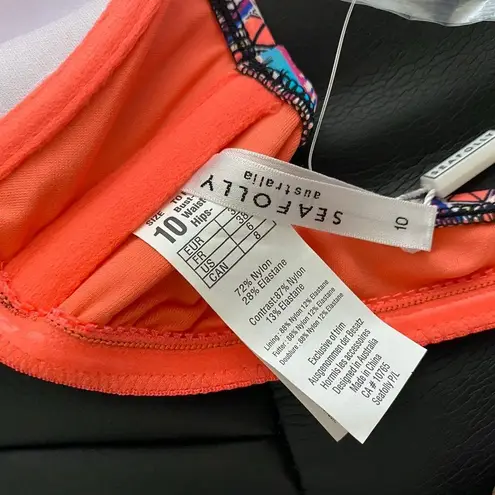 SEAFOLLY
australia
10
SEAFOLLY
SIZE
10
Bust-
Waist-
Hips-
EUR
FR 38
US 6
CAN 8
72% Nylon
28% Elastane
Contrast:87% Nylon
13% Elastane
Lining : 88% Nylon 12% Elastane
Futter : 88% Nylon 12% Elastane
Doublure : 88% Nylon 12% Elastane
Exclusive of trim
Ausgenommen der Besatz
Hormis les accessoires
Designed in Australia
Made in China
CA # 10765
Seafolly P/L